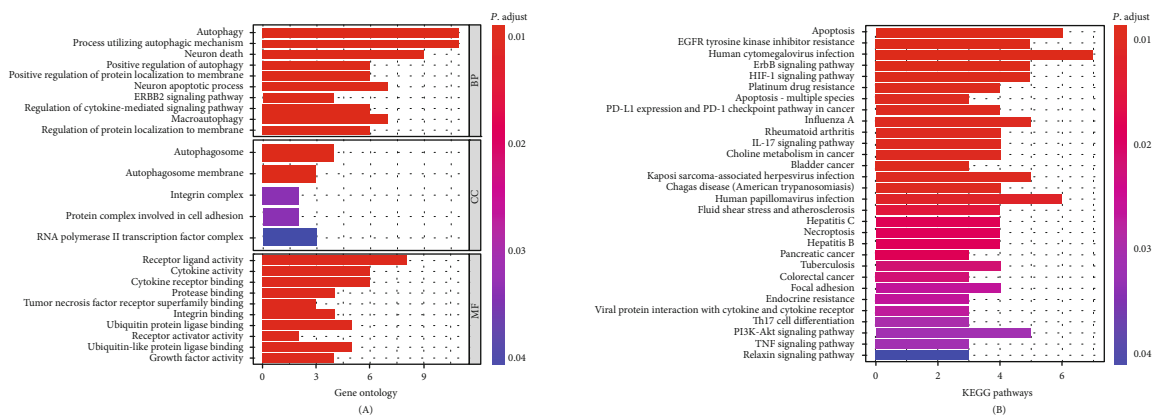 P. adjust
0.01
0.02
0.03
0.04
Autophagy
Process utilizing autophagic mechanism
Neuron death
Positive regulation of autophagy
Positive regulation of protein localization to membrane
Neuron apoptotic process
ERBB2 signaling pathway
Regulation of cytokine-mediated signaling pathway
Macroautophagy
Regulation of protein localization to membrane
BP
Autophagosome
Autophagosome membrane
Integrin complex
Protein complex involved in cell adhesion
RNA polymerase II transcription factor complex
CC
Receptor ligand activity
Cytokine activity
Cytokine receptor binding
Protease binding
Tumor necrosis factor receptor superfamily binding
Integrin binding
Ubiquitin protein ligase binding
Receptor activator activity
Ubiquitin-like protein ligase binding
Growth factor activity
MF
0 3 6 9
Gene ontology
(A)
P. adjust
0.01
0.02
0.03
0.04
Apoptosis
EGFR tyrosine kinase inhibitor resistance
Human cytomegalovirus infection
ErbB signaling pathway
HIF-1 signaling pathway
Platinum drug resistance
Apoptosis - multiple species
PD-L1 expression and PD-1 checkpoint pathway in cancer
Influenza A
Rheumatoid arthritis
IL-17 signaling pathway
Choline metabolism in cancer
Bladder cancer
Kaposi sarcoma-associated herpesvirus infection
Chagas disease (American trypanosomiasis)
Human papillomavirus infection
Fluid shear stress and atherosclerosis
Hepatitis C
Necroptosis
Hepatitis B
Pancreatic cancer
Tuberculosis
Colorectal cancer
Focal adhesion
Endocrine resistance
Viral protein interaction with cytokine and cytokine receptor
Th17 cell differentiation
PI3K-Akt signaling pathway
TNF signaling pathway
Relaxin signaling pathway
0 2 4 6
KEGG pathways
(B)